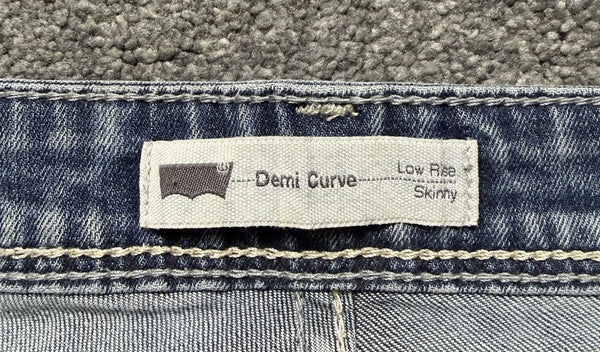 Demi Curve
Low Rise
Skinny